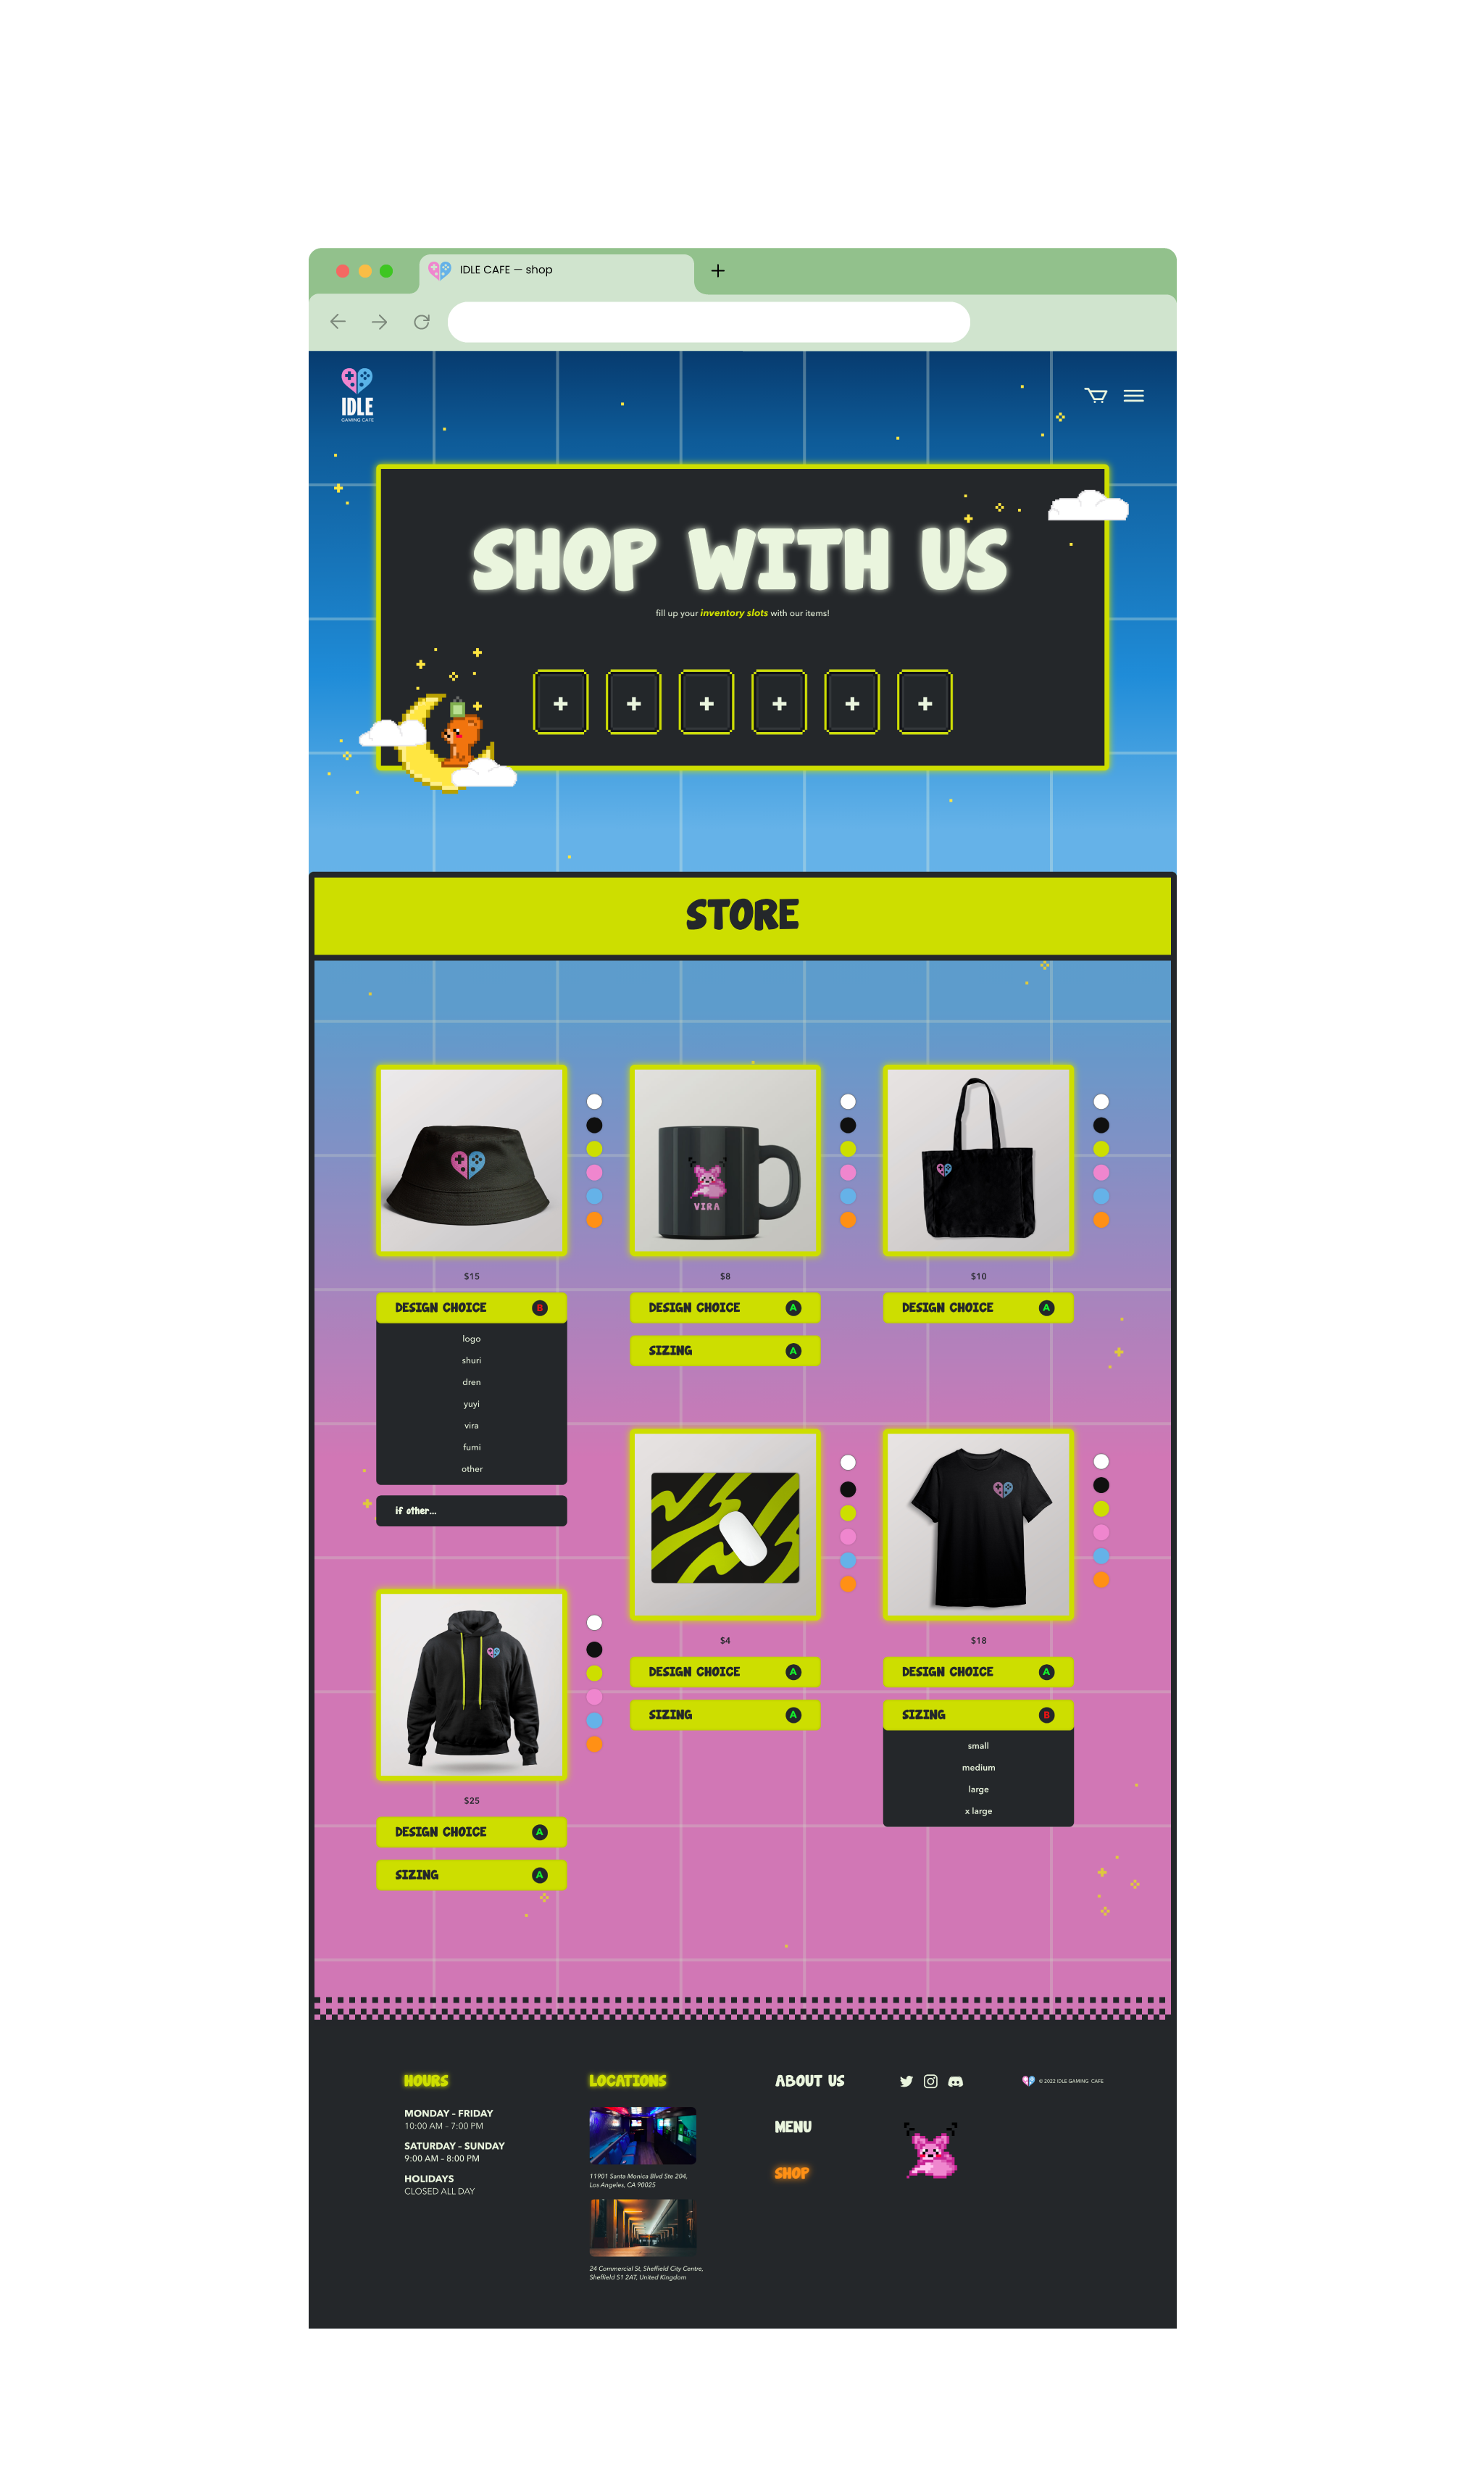 IDLE CAFE — shop
IDLE
GAMING CAFE
SHOP WITH US
fill up your inventory slots with our items!
STORE
$15
DESIGN CHOICE B
logo
shuri
dren
yuyi
vira
fumi
other
if other...
VIRA
$8
DESIGN CHOICE A
SIZING A
$10
DESIGN CHOICE A
$25
DESIGN CHOICE A
SIZING A
$4
DESIGN CHOICE A
SIZING A
$18
DESIGN CHOICE A
SIZING B
small
medium
large
x large
HOURS
MONDAY - FRIDAY
10:00 AM – 7:00 PM
SATURDAY - SUNDAY
9:00 AM – 8:00 PM
HOLIDAYS
CLOSED ALL DAY
LOCATIONS
11901 Santa Monica Blvd Ste 204,
Los Angeles, CA 90025
24 Commercial St, Sheffield City Centre,
Sheffield S1 2AT, United Kingdom
ABOUT US
MENU
SHOP
© 2022 IDLE GAMING CAFE